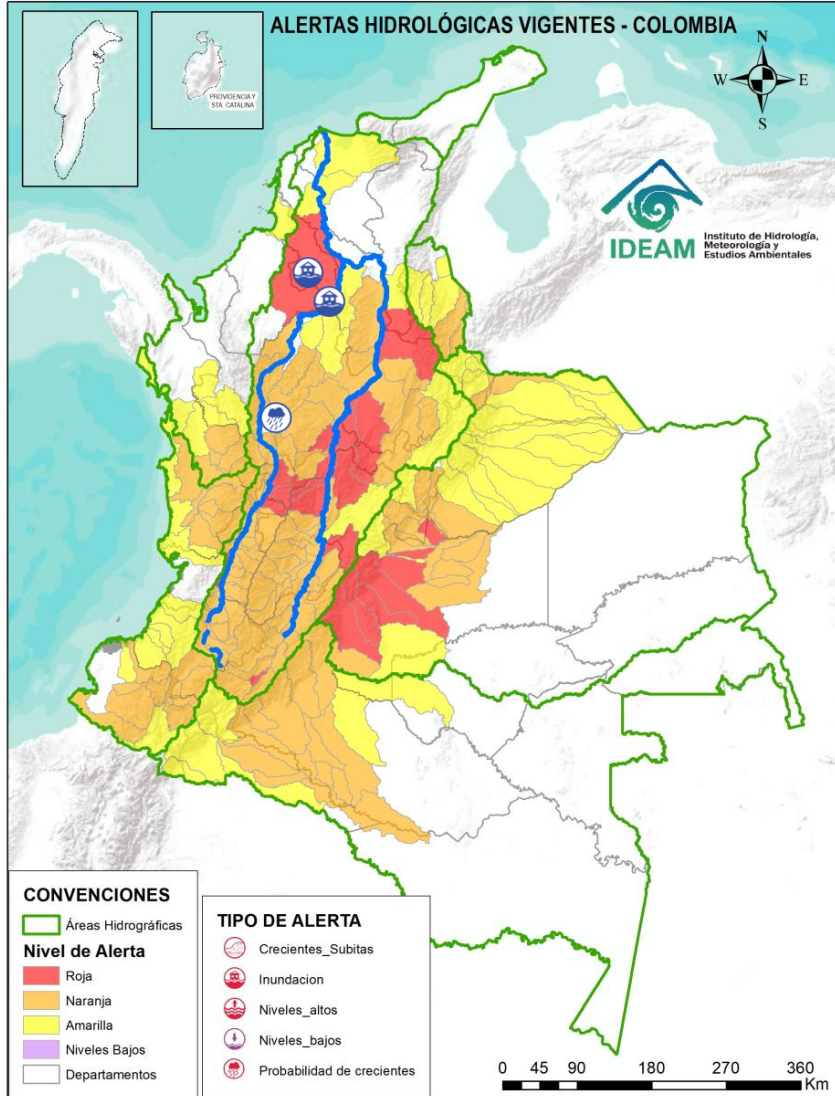 ALERTAS HIDROLÓGICAS VIGENTES - COLOMBIA
PROVIDENCIA Y
STA. CATALINA
N
W
E
S
IDEAM
Instituto de Hidrología,
Meteorología y
Estudios Ambientales
CONVENCIONES
Áreas Hidrográficas
Nivel de Alerta
Roja
Naranja
Amarilla
Niveles Bajos
Departamentos
TIPO DE ALERTA
Crecientes_Subitas
Inundacion
Niveles_altos
Niveles_bajos
Probabilidad de crecientes
0 45 90 180 270 360
Km